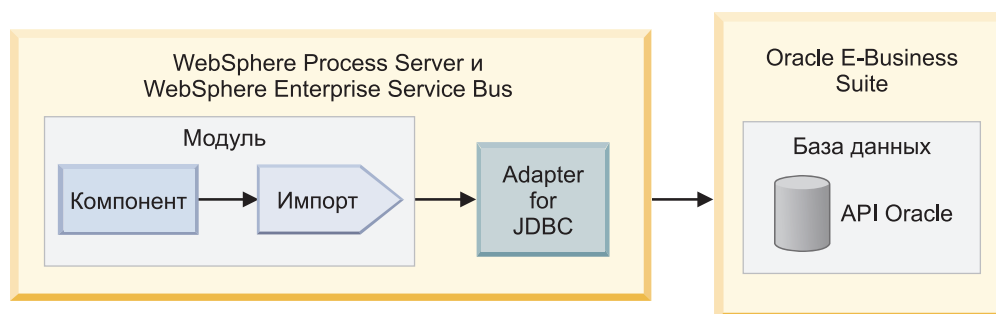 WebSphere Process Server и
WebSphere Enterprise Service Bus
Модуль
Компонент
Импорт
Adapter
for
JDBC
Oracle E-Business
Suite
База данных
API Oracle